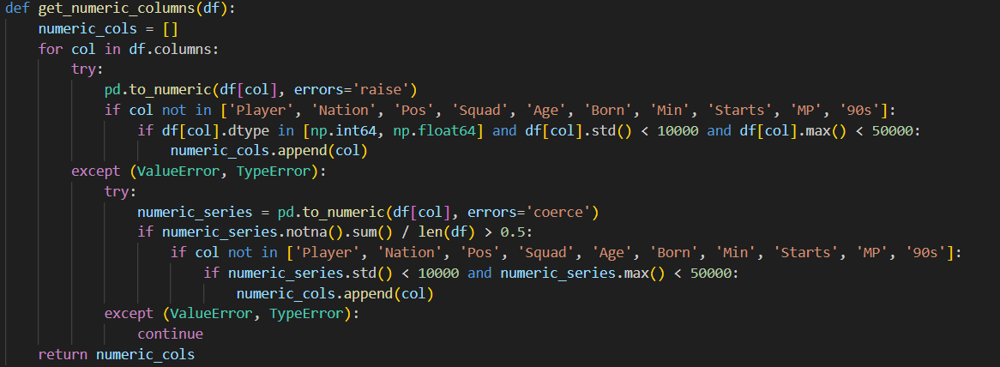 def get_numeric_columns(df):
    numeric_cols = []
    for col in df.columns:
        try:
            pd.to_numeric(df[col], errors='raise')
            if col not in ['Player', 'Nation', 'Pos', 'Squad', 'Age', 'Born', 'Min', 'Starts', 'MP', '90s']:
                if df[col].dtype in [np.int64, np.float64] and df[col].std() < 10000 and df[col].max() < 50000:
                    numeric_cols.append(col)
        except (ValueError, TypeError):
            try:
                numeric_series = pd.to_numeric(df[col], errors='coerce')
                if numeric_series.notna().sum() / len(df) > 0.5:
                    if col not in ['Player', 'Nation', 'Pos', 'Squad', 'Age', 'Born', 'Min', 'Starts', 'MP', '90s']:
                        if numeric_series.std() < 10000 and numeric_series.max() < 50000:
                            numeric_cols.append(col)
            except (ValueError, TypeError):
                continue
    return numeric_cols